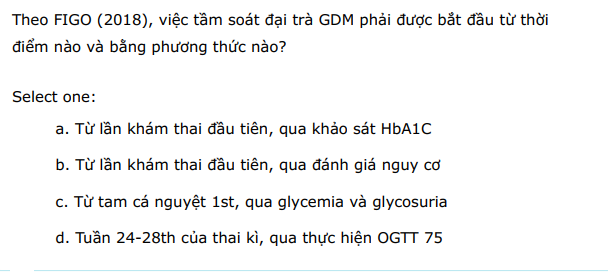 Theo FIGO (2018), việc tầm soát đại trà GDM phải được bắt đầu từ thời
điểm nào và bằng phương thức nào?
Select one:
a. Từ lần khám thai đầu tiên, qua khảo sát HbA1C
b. Từ lần khám thai đầu tiên, qua đánh giá nguy cơ
c. Từ tam cá nguyệt 1st, qua glycemia và glycosuria
d. Tuần 24-28th của thai kì, qua thực hiện OGTT 75